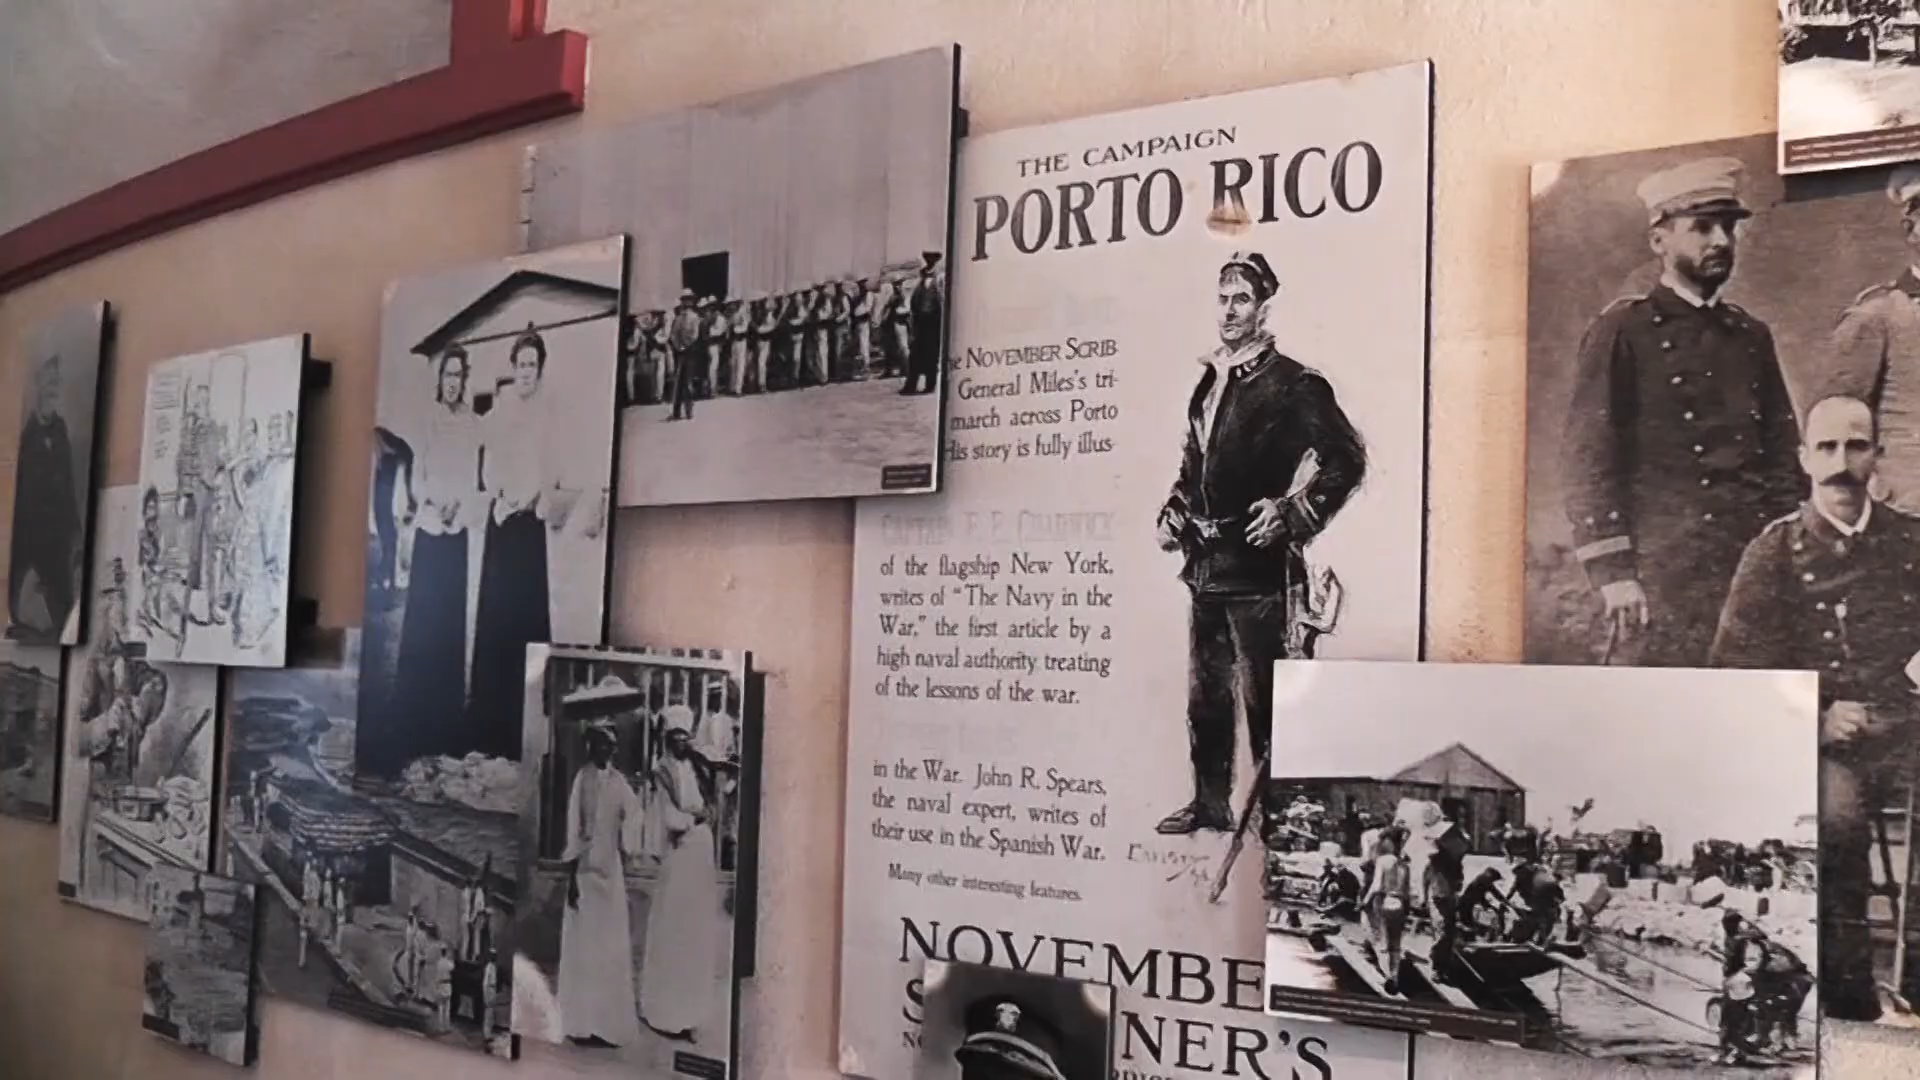 THE CAMPAIGN
PORTO RICO
NOVEMBER SCRIB
General Miles's tri-
march across Porto
His story is fully illus-
CAPTAIN F. E. CHADWICK
of the flagship New York,
writes of "The Navy in the
War," the first article by a
high naval authority treating
of the lessons of the war.
in the War. John R. Spears,
the naval expert, writes of
their use in the Spanish War.
Many other interesting features.
NOVEMBE
NER'S